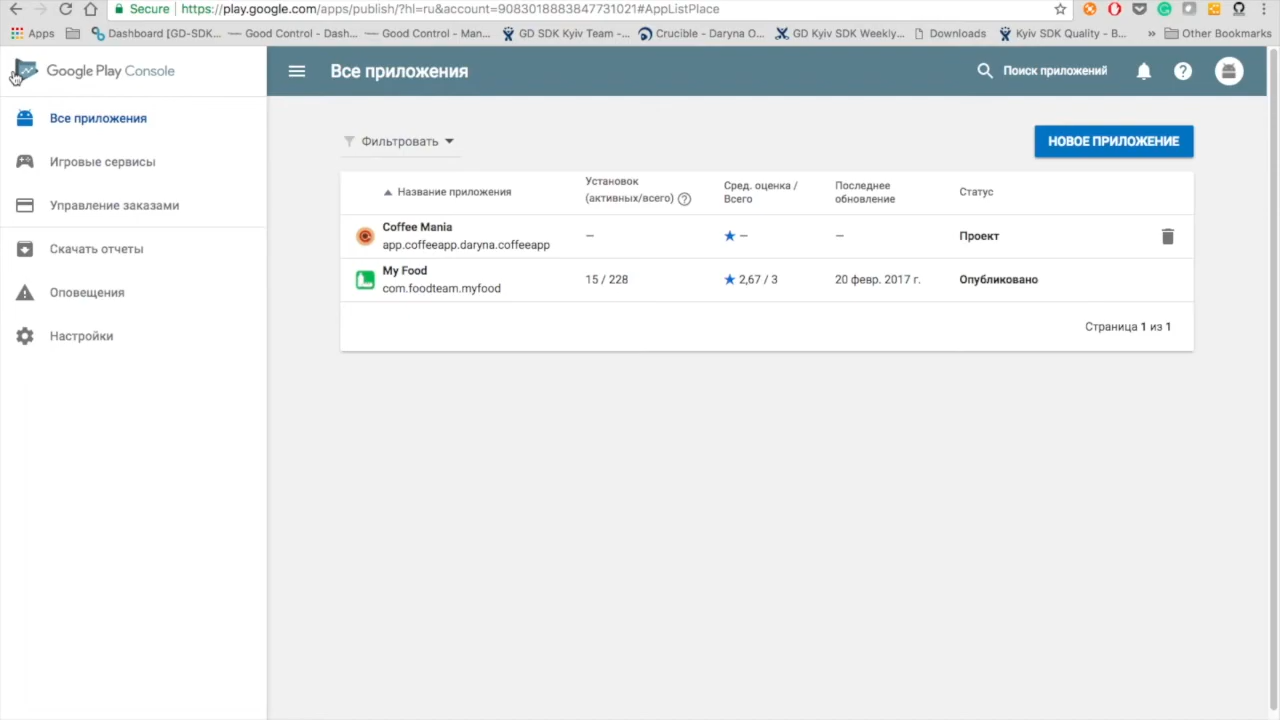 Secure https://play.google.com/apps/publish/?hl=ru&account=9083018883847731021#AppListPlace
Apps Dashboard [GD-SDK... Good Control - Dash... Good Control - Man... GD SDK Kyiv Team -... Crucible - Daryna O... GD Kyiv SDK Weekly... Downloads Kyiv SDK Quality - B... » Other Bookmarks
Google Play Console
Все приложения
Поиск приложений
Все приложения
Игровые сервисы
Управление заказами
Скачать отчеты
Оповещения
Настройки
Фильтровать
НОВОЕ ПРИЛОЖЕНИЕ
Название приложения
Установок
(активных/всего)
Сред. оценка /
Всего
Последнее
обновление
Статус
Coffee Mania
app.coffeeapp.daryna.coffeeapp
–
★ –
–
Проект
My Food
com.foodteam.myfood
15 / 228
★ 2,67 / 3
20 февр. 2017 г.
Опубликовано
Страница 1 из 1